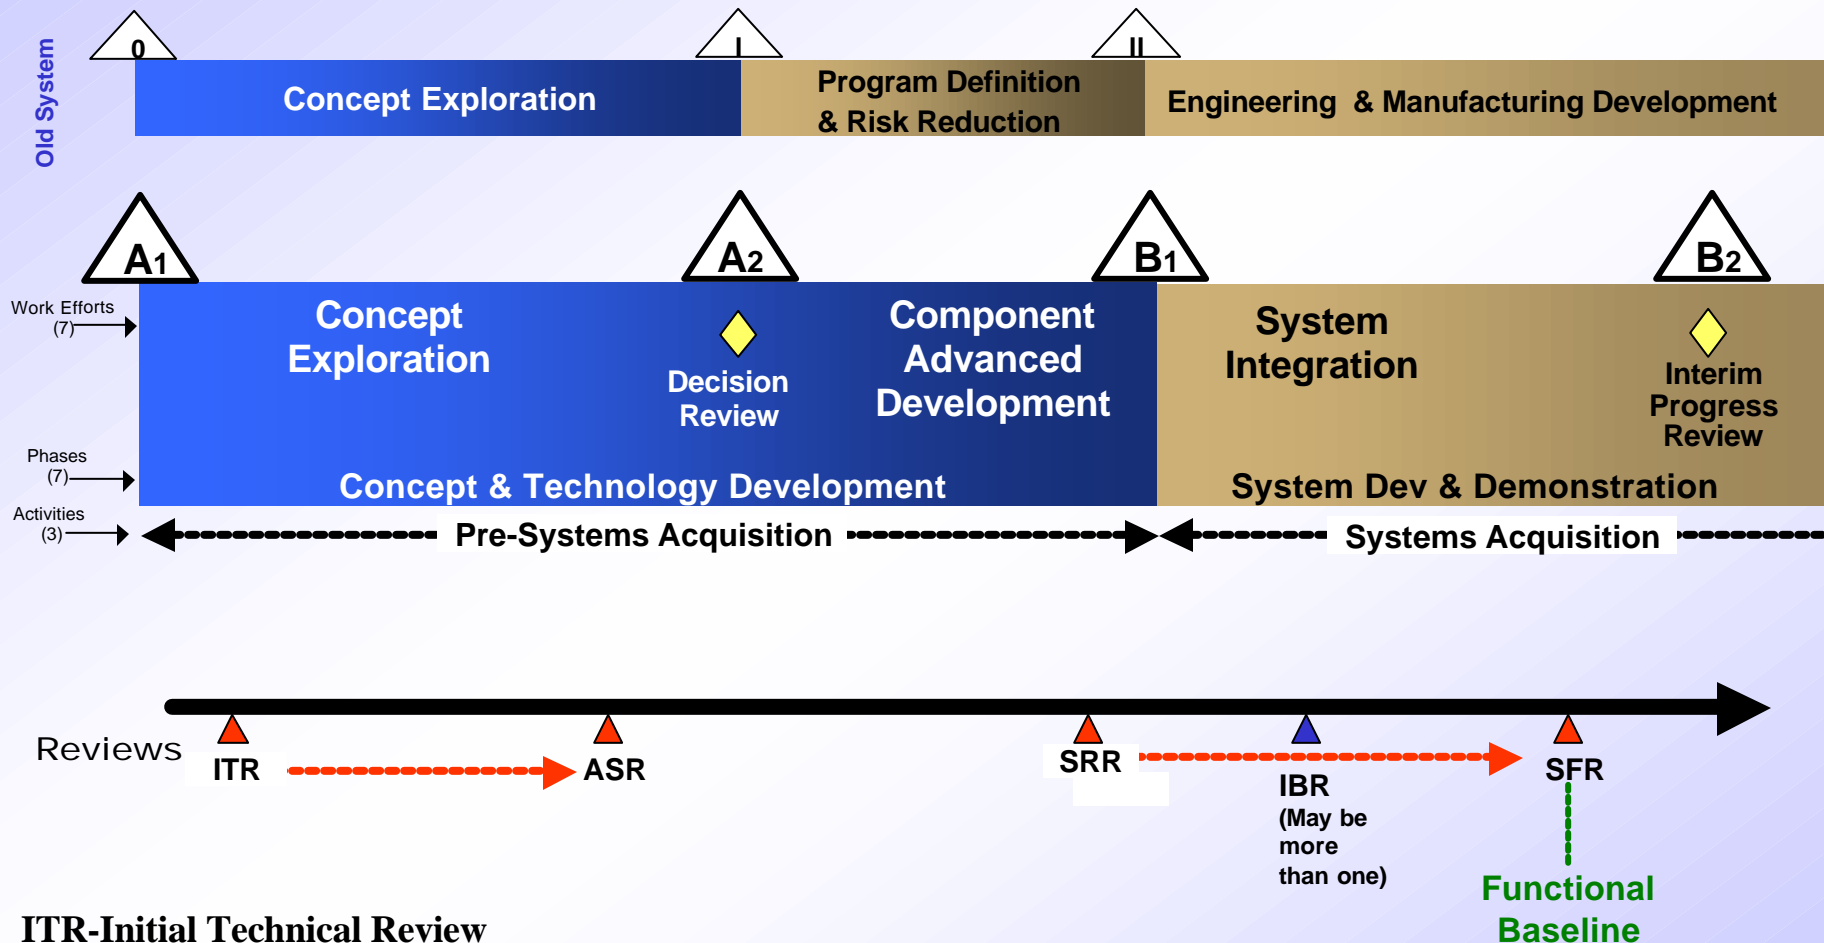 Old System
0
I
II
Concept Exploration
Program Definition
& Risk Reduction
Engineering & Manufacturing Development
A1
A2
B1
B2
Work Efforts
(7)
Concept
Exploration
Decision
Review
Component
Advanced
Development
System
Integration
Interim
Progress
Review
Phases
(7)
Concept & Technology Development
System Dev & Demonstration
Activities
(3)
Pre-Systems Acquisition
Systems Acquisition
Reviews
ITR
ASR
SRR
IBR
(May be
more
than one)
SFR
Functional
Baseline
ITR-Initial Technical Review